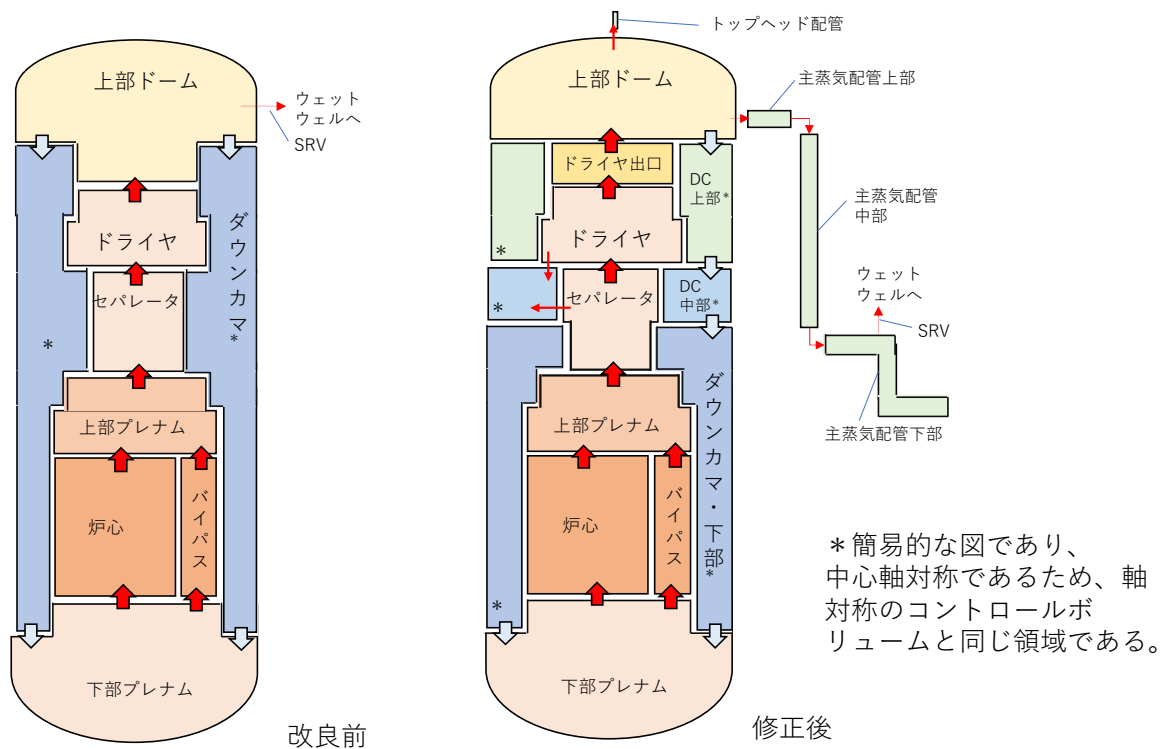 上部ドーム
ウェット
ウェルへ
SRV
ダウンカマ*
*
ドライヤ
セパレータ
上部プレナム
炉心
バイパス
下部プレナム
改良前
トップヘッド配管
上部ドーム
主蒸気配管上部
ドライヤ出口
DC
上部*
*
ドライヤ
主蒸気配管
中部
セパレータ
DC
中部*
*
ウェット
ウェルへ
SRV
ダウンカマ・下部*
上部プレナム
主蒸気配管下部
炉心
バイパス
*
下部プレナム
修正後
＊簡易的な図であり、
中心軸対称であるため、軸
対称のコントロールボ
リュームと同じ領域である。